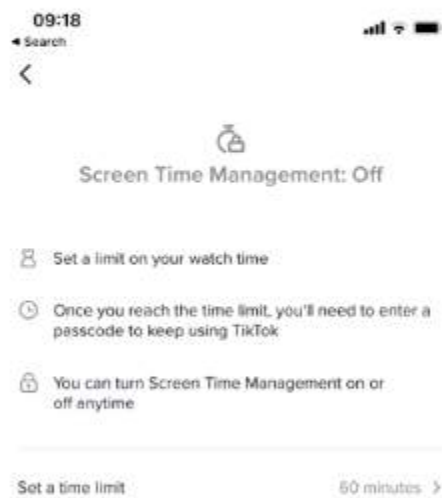 09:18
Search
Screen Time Management: Off
Set a limit on your watch time
Once you reach the time limit, you'll need to enter a
passcode to keep using TikTok
You can turn Screen Time Management on or
off anytime
Set a time limit 60 minutes